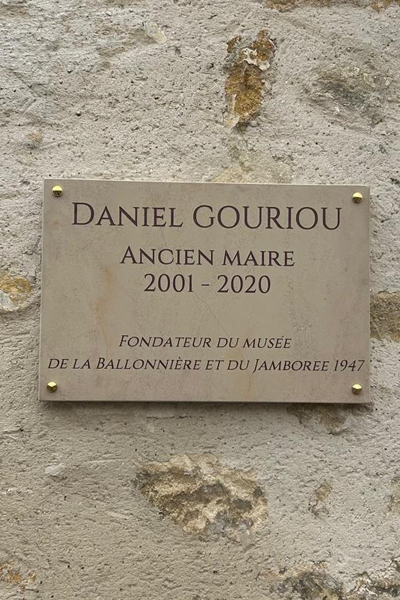 Daniel GOURIOU
Ancien maire
2001 - 2020
Fondateur du musée
de la Ballonnière et du Jamboree 1947